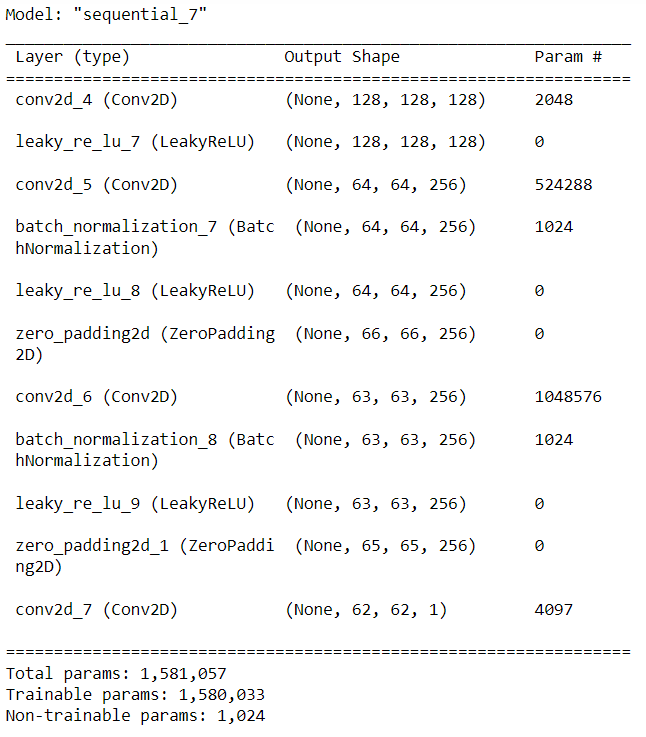 Model: "sequential_7"
_________________________________________________________________
Layer (type) Output Shape Param #
=================================================================
conv2d_4 (Conv2D) (None, 128, 128, 128) 2048
leaky_re_lu_7 (LeakyReLU) (None, 128, 128, 128) 0
conv2d_5 (Conv2D) (None, 64, 64, 256) 524288
batch_normalization_7 (Batc (None, 64, 64, 256) 1024
hNormalization)
leaky_re_lu_8 (LeakyReLU) (None, 64, 64, 256) 0
zero_padding2d (ZeroPadding (None, 66, 66, 256) 0
2D)
conv2d_6 (Conv2D) (None, 63, 63, 256) 1048576
batch_normalization_8 (Batc (None, 63, 63, 256) 1024
hNormalization)
leaky_re_lu_9 (LeakyReLU) (None, 63, 63, 256) 0
zero_padding2d_1 (ZeroPaddi (None, 65, 65, 256) 0
ng2D)
conv2d_7 (Conv2D) (None, 62, 62, 1) 4097
=================================================================
Total params: 1,581,057
Trainable params: 1,580,033
Non-trainable params: 1,024